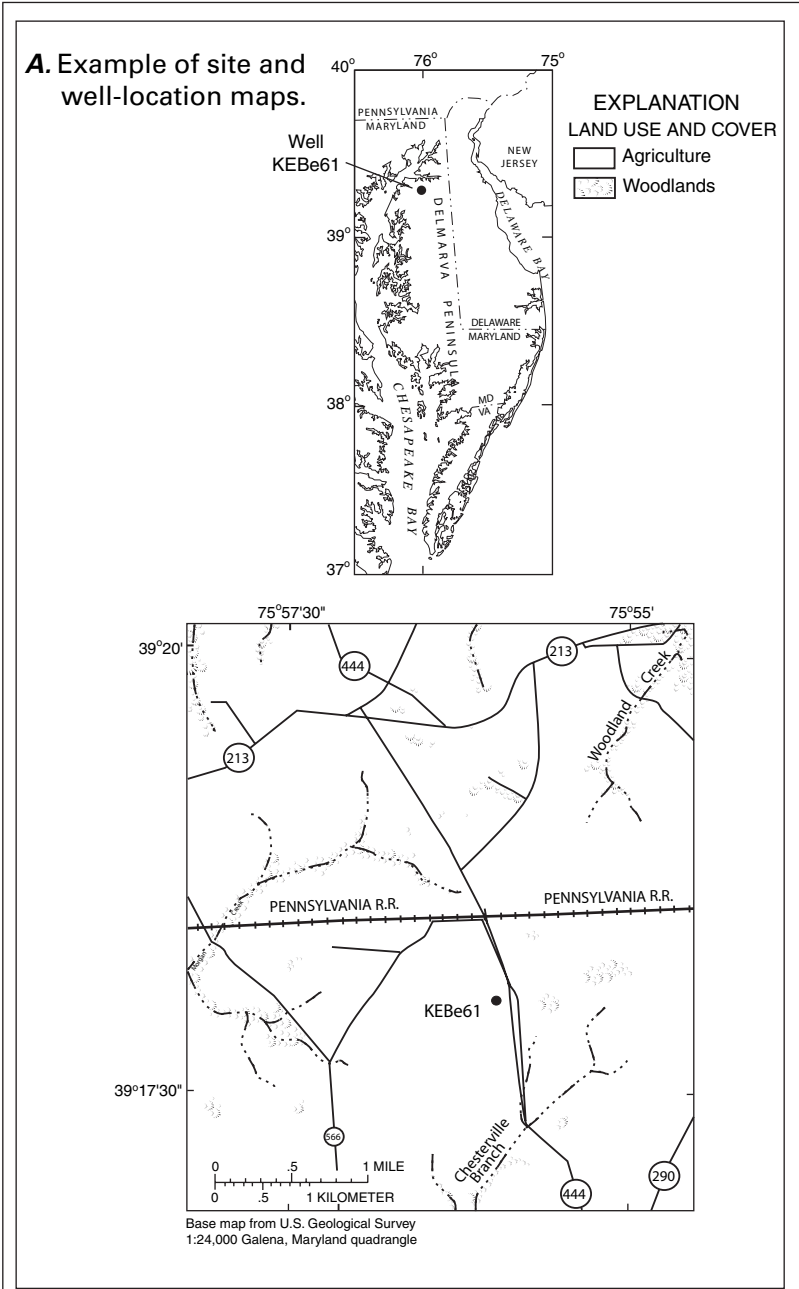 A. Example of site and
well-location maps.
40°
76°
75°
PENNSYLVANIA
MARYLAND
Well
KEBe61
NEW
JERSEY
DELAWARE BAY
DELMARVA PENINSUL
39°
DELAWARE
MARYLAND
MD
VA
38°
CHESAPEAKE BAY
37°
EXPLANATION
LAND USE AND COVER
Agriculture
Woodlands
75°57'30"
75°55'
39°20'
444
213
Woodland Creek
213
PENNSYLVANIA R.R.
PENNSYLVANIA R.R.
Morgan Creek
KEBe61
39°17'30"
566
Chesterville
Branch
290
444
0 .5 1 MILE
0 .5 1 KILOMETER
Base map from U.S. Geological Survey
1:24,000 Galena, Maryland quadrangle